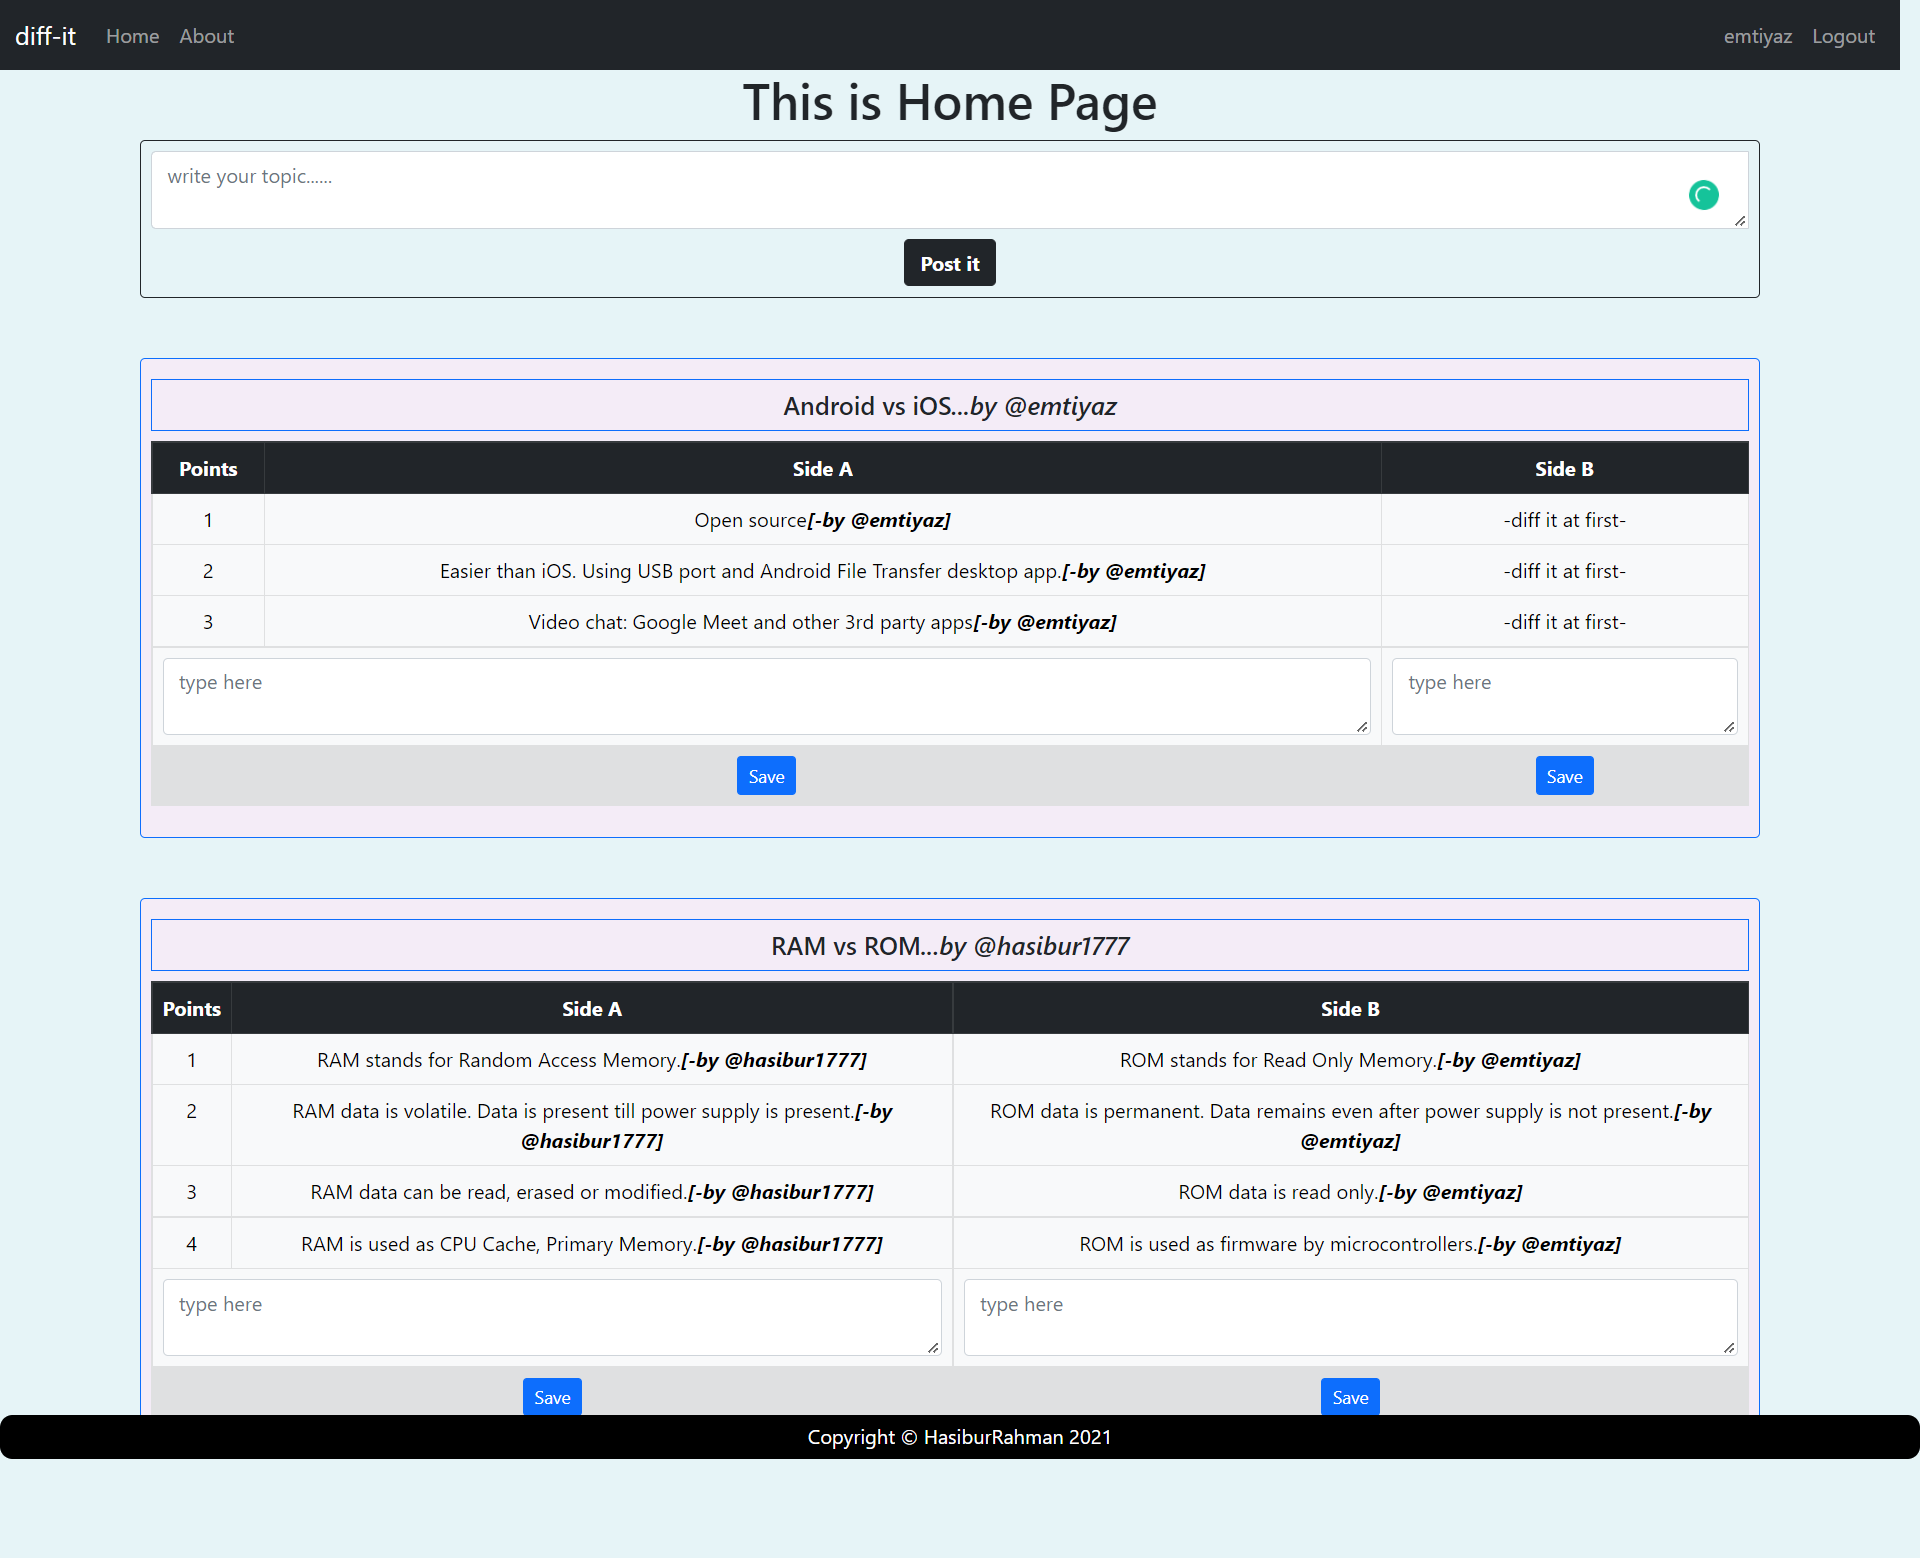 diff-it Home About emtiyaz Logout
This is Home Page
write your topic......
Post it
Android vs iOS...by @emtiyaz
Points Side A Side B
1 Open source[-by @emtiyaz] -diff it at first-
2 Easier than iOS. Using USB port and Android File Transfer desktop app.[-by @emtiyaz] -diff it at first-
3 Video chat: Google Meet and other 3rd party apps[-by @emtiyaz] -diff it at first-
type here type here
Save Save
RAM vs ROM...by @hasibur1777
Points Side A Side B
1 RAM stands for Random Access Memory.[-by @hasibur1777] ROM stands for Read Only Memory.[-by @emtiyaz]
2 RAM data is volatile. Data is present till power supply is present.[-by ROM data is permanent. Data remains even after power supply is not present.[-by
@hasibur1777] @emtiyaz]
3 RAM data can be read, erased or modified.[-by @hasibur1777] ROM data is read only.[-by @emtiyaz]
4 RAM is used as CPU Cache, Primary Memory.[-by @hasibur1777] ROM is used as firmware by microcontrollers.[-by @emtiyaz]
type here type here
Save Save
Copyright © HasiburRahman 2021